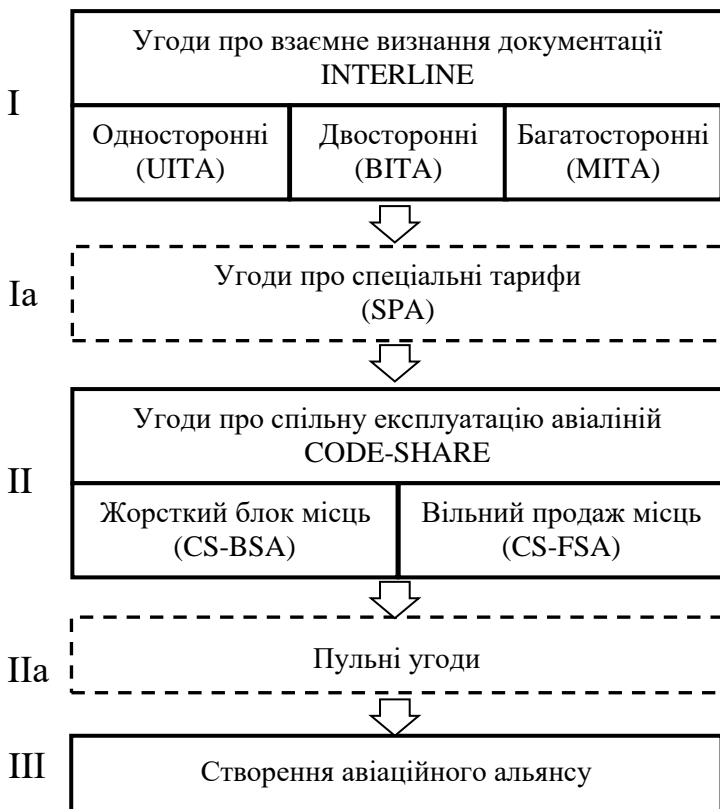 Угоди про взаємне визнання документації
INTERLINE
I
Односторонні
(UITA)
Двосторонні
(BITA)
Багатосторонні
(MITA)
Iа
Угоди про спеціальні тарифи
(SPA)
Угоди про спільну експлуатацію авіаліній
CODE-SHARE
II
Жорсткий блок місць
(CS-BSA)
Вільний продаж місць
(CS-FSA)
IIа
Пульні угоди
III
Створення авіаційного альянсу